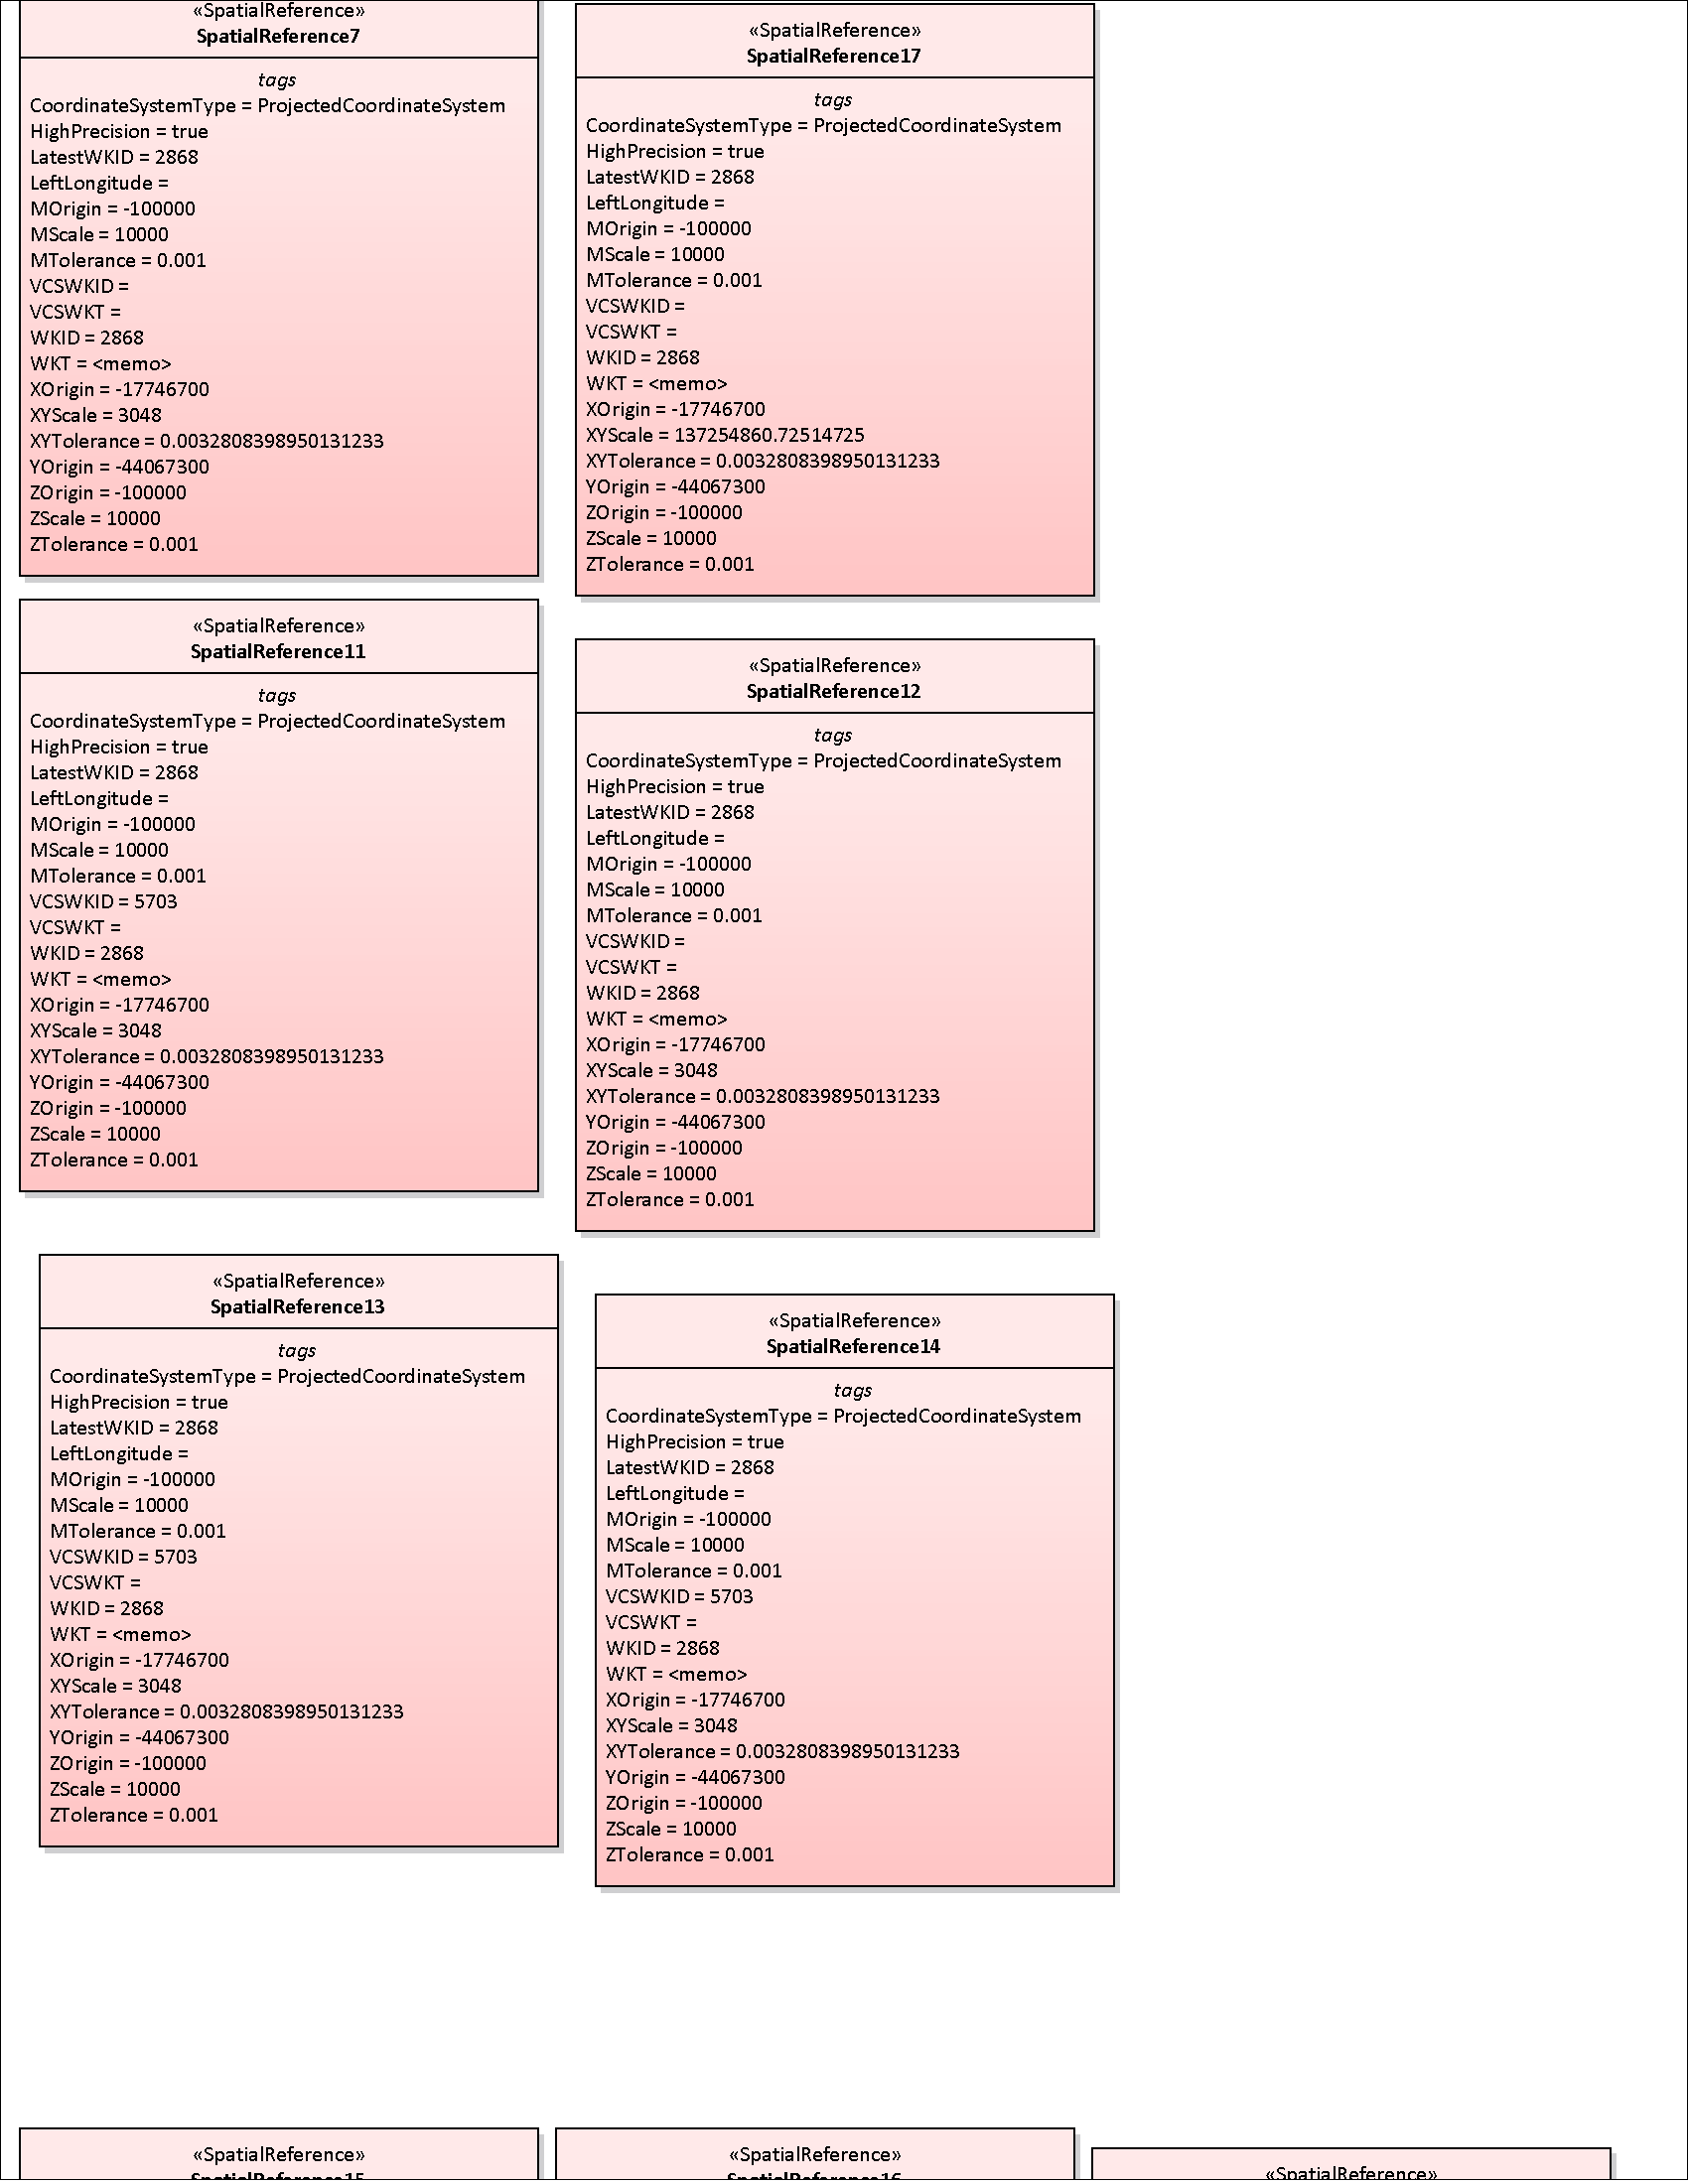 «SpatialReference»
SpatialReference7
tags
CoordinateSystemType = ProjectedCoordinateSystem
HighPrecision = true
LatestWKID = 2868
LeftLongitude =
MOrigin = -100000
MScale = 10000
MTolerance = 0.001
VCSWKID =
VCSWKT =
WKID = 2868
WKT = <memo>
XOrigin = -17746700
XYScale = 3048
XYTolerance = 0.0032808398950131233
YOrigin = -44067300
ZOrigin = -100000
ZScale = 10000
ZTolerance = 0.001
«SpatialReference»
SpatialReference17
tags
CoordinateSystemType = ProjectedCoordinateSystem
HighPrecision = true
LatestWKID = 2868
LeftLongitude =
MOrigin = -100000
MScale = 10000
MTolerance = 0.001
VCSWKID =
VCSWKT =
WKID = 2868
WKT = <memo>
XOrigin = -17746700
XYScale = 137254860.72514725
XYTolerance = 0.0032808398950131233
YOrigin = -44067300
ZOrigin = -100000
ZScale = 10000
ZTolerance = 0.001
«SpatialReference»
SpatialReference11
tags
CoordinateSystemType = ProjectedCoordinateSystem
HighPrecision = true
LatestWKID = 2868
LeftLongitude =
MOrigin = -100000
MScale = 10000
MTolerance = 0.001
VCSWKID = 5703
VCSWKT =
WKID = 2868
WKT = <memo>
XOrigin = -17746700
XYScale = 3048
XYTolerance = 0.0032808398950131233
YOrigin = -44067300
ZOrigin = -100000
ZScale = 10000
ZTolerance = 0.001
«SpatialReference»
SpatialReference12
tags
CoordinateSystemType = ProjectedCoordinateSystem
HighPrecision = true
LatestWKID = 2868
LeftLongitude =
MOrigin = -100000
MScale = 10000
MTolerance = 0.001
VCSWKID =
VCSWKT =
WKID = 2868
WKT = <memo>
XOrigin = -17746700
XYScale = 3048
XYTolerance = 0.0032808398950131233
YOrigin = -44067300
ZOrigin = -100000
ZScale = 10000
ZTolerance = 0.001
«SpatialReference»
SpatialReference13
tags
CoordinateSystemType = ProjectedCoordinateSystem
HighPrecision = true
LatestWKID = 2868
LeftLongitude =
MOrigin = -100000
MScale = 10000
MTolerance = 0.001
VCSWKID = 5703
VCSWKT =
WKID = 2868
WKT = <memo>
XOrigin = -17746700
XYScale = 3048
XYTolerance = 0.0032808398950131233
YOrigin = -44067300
ZOrigin = -100000
ZScale = 10000
ZTolerance = 0.001
«SpatialReference»
SpatialReference14
tags
CoordinateSystemType = ProjectedCoordinateSystem
HighPrecision = true
LatestWKID = 2868
LeftLongitude =
MOrigin = -100000
MScale = 10000
MTolerance = 0.001
VCSWKID = 5703
VCSWKT =
WKID = 2868
WKT = <memo>
XOrigin = -17746700
XYScale = 3048
XYTolerance = 0.0032808398950131233
YOrigin = -44067300
ZOrigin = -100000
ZScale = 10000
ZTolerance = 0.001
«SpatialReference»
SpatialReference15
«SpatialReference»
SpatialReference16
«SpatialReference»